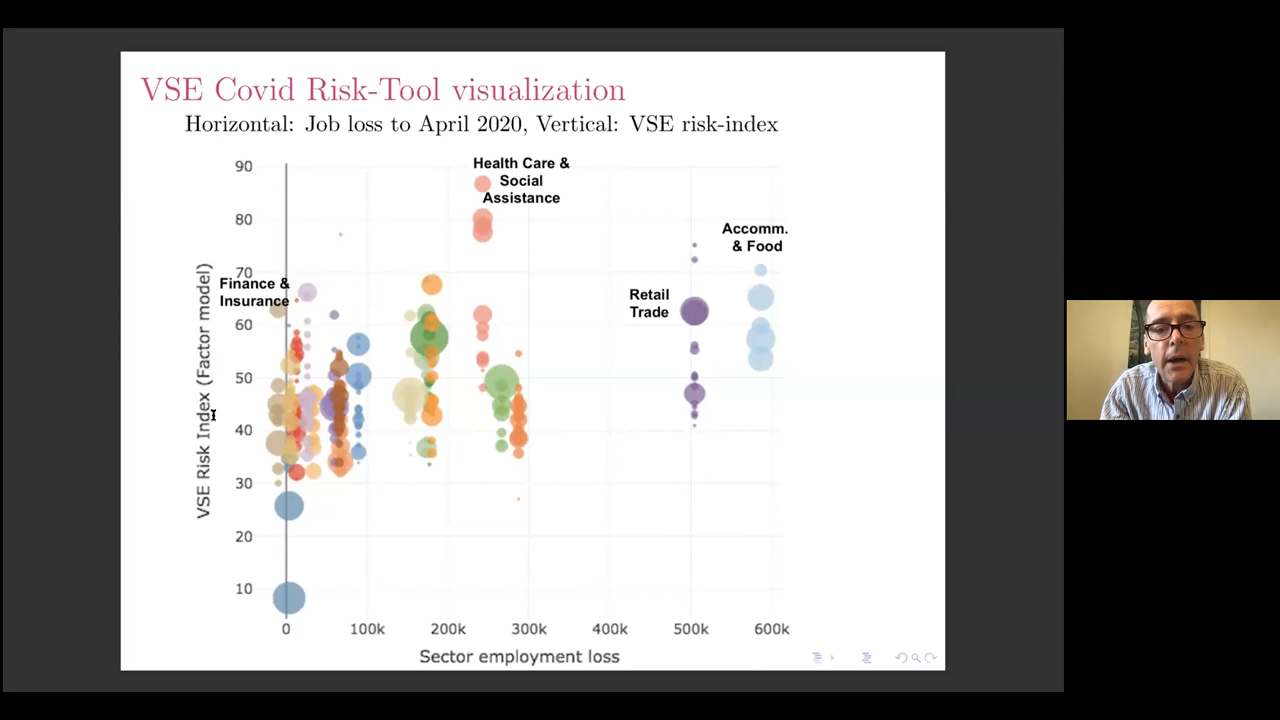 VSE Covid Risk-Tool visualization
Horizontal: Job loss to April 2020, Vertical: VSE risk-index
Health Care &
Social
Assistance
Accomm.
& Food
Finance &
Insurance
Retail
Trade
VSE Risk Index (Factor model)
90
80
70
60
50
40
30
20
10
0
100k
200k
300k
400k
500k
600k
Sector employment loss